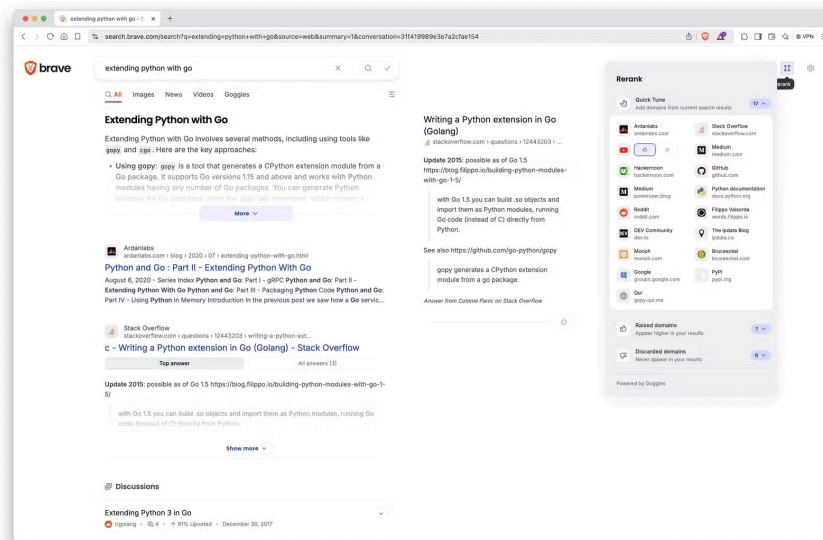 extending python with go - B
search.brave.com/search?q=extending+python+with+go&source=web&summary=1&conversation=31f419989e3e7a2cfae154
VPN
brave
extending python with go
All Images News Videos Goggles
Extending Python with Go
Extending Python with Go involves several methods, including using tools like
gopy and cgo. Here are the key approaches:
• Using gopy: gopy is a tool that generates a CPython extension module from a
Go package. It supports Go versions 1.15 and above and works with Python
modules having any number of Go packages. You can generate Python
More
Ardanlabs
ardanlabs.com › blog › 2020 › 07 › extending-python-with-go.html
Python and Go : Part II - Extending Python With Go
August 6, 2020 - Series Index Python and Go: Part I - gRPC Python and Go: Part II -
Extending Python With Go Python and Go: Part III - Packaging Python Code Python and Go:
Part IV - Using Python in Memory Introduction In the previous post we saw how a Go servic...
Stack Overflow
stackoverflow.com › questions › 12443203 › writing-a-python-ext...
c - Writing a Python extension in Go (Golang) - Stack Overflow
Top answer
All answers (3)
Update 2015: possible as of Go 1.5 https://blog.filippo.io/building-python-modules-with-go-1-
5/
with Go 1.5 you can build .so objects and import them as Python modules, running Go
code (instead of C) directly from Python.
Show more
Discussions
Extending Python 3 in Go
r/golang • 4 • 91% Upvoted • December 30, 2017
Writing a Python extension in Go
(Golang)
stackoverflow.com › questions › 12443203 › ...
Update 2015: possible as of Go 1.5
https://blog.filippo.io/building-python-modules-
with-go-1-5/
with Go 1.5 you can build .so objects and
import them as Python modules, running
Go code (instead of C) directly from
Python.
See also https://github.com/go-python/gopy
gopy generates a CPython extension
module from a go package.
Answer from Colonel Panic on Stack Overflow
Rerank
Quick Tune
Add domains from current search results
17
Ardanlabs
ardanlabs.com
Stack Overflow
stackoverflow.com
Medium
medium.com
Hackernoon
hackernoon.com
GitHub
github.com
Medium
poweruser.blog
Python documentation
docs.python.org
Reddit
reddit.com
Filippo Valsorda
words.filippo.io
DEV Community
dev.to
The ipdata Blog
ipdata.co
Morioh
morioh.com
Bruceeckel
bruceeckel.com
Google
groups.google.com
PyPI
pypi.org
Qur
gopy.qur.me
Raised domains
Appear higher in your results
7
Discarded domains
Never appear in your results
6
Powered by Goggles